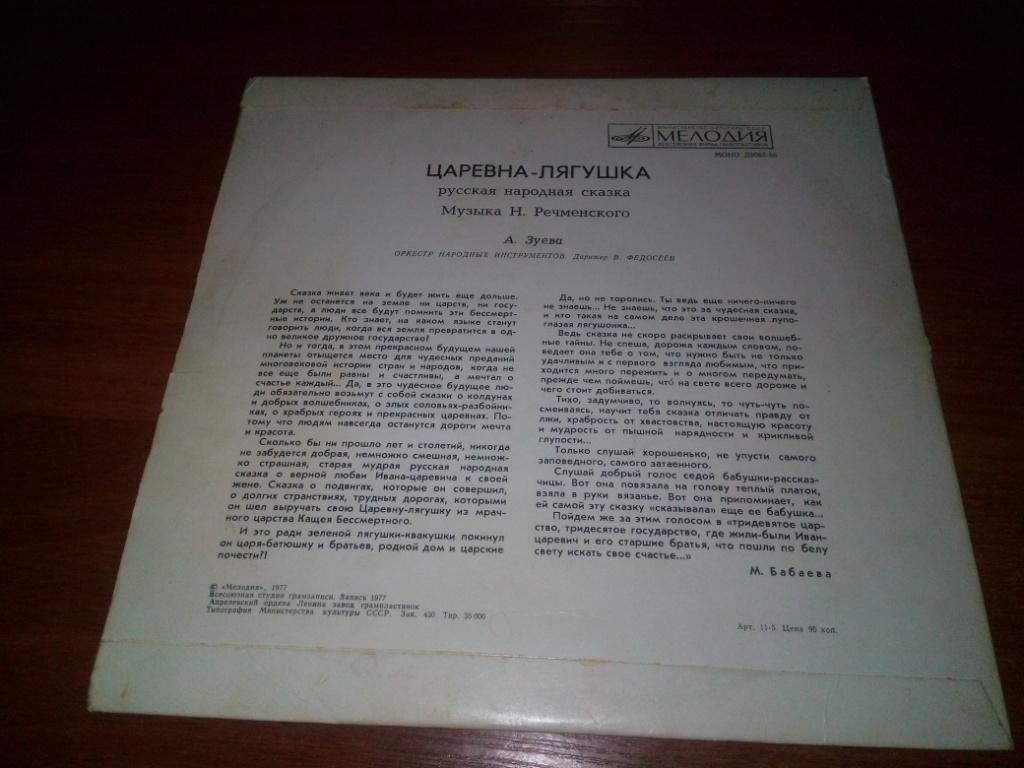 МЕЛОДИЯ
МОНО
ЦАРЕВНА-ЛЯГУШКА
русская народная сказка
Музыка Н. Речменского
А. Зуева
ОРКЕСТР НАРОДНЫХ ИНСТРУМЕНТОВ. Дирижер В. ФЕДОСЕЕВ
Сказка живет века и будет жить еще дольше.
Уж не останется на земле ни царств, ни госу-
дарств, а люди все будут помнить эти бессмерт-
ные истории. Кто знает, на каком языке станут
говорить люди, когда вся земля превратится в од-
но великое дружное государство?
Но и тогда, в этом прекрасном будущем нашей
планеты отыщется место для чудесных преданий
многовековой истории стран и народов, когда не
все еще были равны и счастливы, а мечтал о
счастье каждый... Да, в это чудесное будущее лю-
ди обязательно возьмут с собой сказки о колдунах
и добрых волшебниках, о злых соловьях-разбойни-
ках, о храбрых героях и прекрасных царевнах. По-
тому что людям навсегда останутся дороги мечта
и красота.
Сколько бы ни прошло лет и столетий, никогда
не забудется добрая, немножко смешная, немнож-
ко страшная, старая мудрая русская народная
сказка о верной любви Ивана-царевича к своей
жене. Сказка о подвигах, которые он совершил,
о долгих странствиях, трудных дорогах, которыми
он шел выручать свою Царевну-лягушку из мрач-
ного царства Кащея Бессмертного.
И это ради зеленой лягушки-квакушки покинул
он царя-батюшку и братьев, родной дом и царские
почести?!
Да, но не торопись. Ты ведь еще ничего-ничего
не знаешь... Не знаешь, что это за чудесная сказка,
и кто такая на самом деле эта крошечная лупо-
глазая лягушонка...
Ведь сказка не скоро раскрывает свои волшеб-
ные тайны. Не спеша, дорожа каждым словом, по-
ведает она тебе о том, что нужно быть не только
удачливым и с первого взгляда любимым, что при-
ходится много пережить и о многом передумать,
прежде чем поймешь, что на свете всего дороже и
чего стоит добиваться.
Тихо, задумчиво, то волнуясь, то чуть-чуть по-
смеиваясь, научит тебя сказка отличать правду от
лжи, храбрость от хвастовства, настоящую красоту
и мудрость от пышной нарядности и крикливой
глупости...
Только слушай хорошенько, не упусти самого
заповедного, самого затаенного.
Слушай добрый голос седой бабушки-рассказ-
чицы. Вот она повязала на голову теплый платок,
взяла в руки вязанье. Вот она припоминает, как
ей самой эту сказку «сказывала» еще ее бабушка...
Пойдем же за этим голосом в «тридевятое цар-
ство, тридесятое государство, где жили-были Иван-
царевич и его старшие братья, что пошли по белу
свету искать свое счастье...»
М. Бабаева
© «Мелодия», 1977
Всесоюзная студия грамзаписи. Запись 1977
Апрелевский ордена Ленина завод грампластинок
Типография Министерства культуры СССР. Зак. 430. Тир. 35 000
Арт. 11-5. Цена 95 коп.